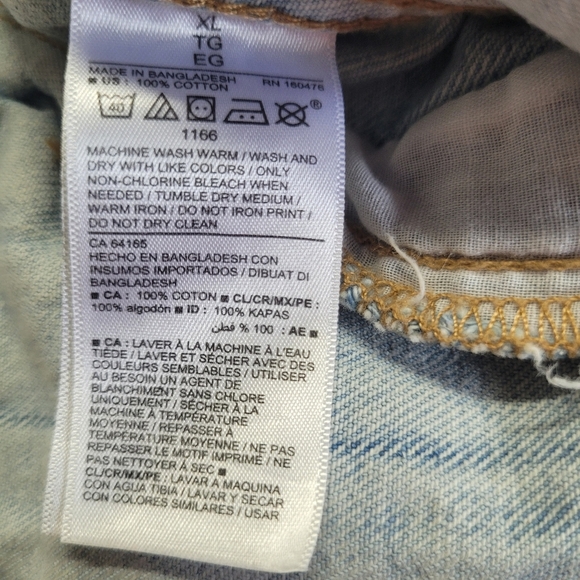 XL
TG
EG
MADE IN BANGLADESH RN 180476
■ US : 100% COTTON
40 ®
1166
MACHINE WASH WARM / WASH AND
DRY WITH LIKE COLORS / ONLY
NON-CHLORINE BLEACH WHEN
NEEDED / TUMBLE DRY MEDIUM /
WARM IRON / DO NOT IRON PRINT /
DO NOT DRY CLEAN
CA 64165
HECHO EN BANGLADESH CON
INSUMOS IMPORTADOS / DIBUAT DI
BANGLADESH
■ CA : 100% COTON ■ CL/CR/MX/PE :
100% algodón ■ ID : 100% KAPAS
■ AE : 100 % قطن
■ CA : LAVER À LA MACHINE À L'EAU
TIÈDE / LAVER ET SÉCHER AVEC DES
COULEURS SEMBLABLES / UTILISER
AU BESOIN UN AGENT DE
BLANCHIMENT SANS CHLORE
UNIQUEMENT / SÉCHER À LA
MACHINE À TEMPÉRATURE
MOYENNE / REPASSER À
TEMPÉRATURE MOYENNE / NE PAS
REPASSER LE MOTIF IMPRIMÉ / NE
PAS NETTOYER À SEC ■
CL/CR/MX/PE : LAVAR A MAQUINA
CON AGUA TIBIA / LAVAR Y SECAR
CON COLORES SIMILARES / USAR